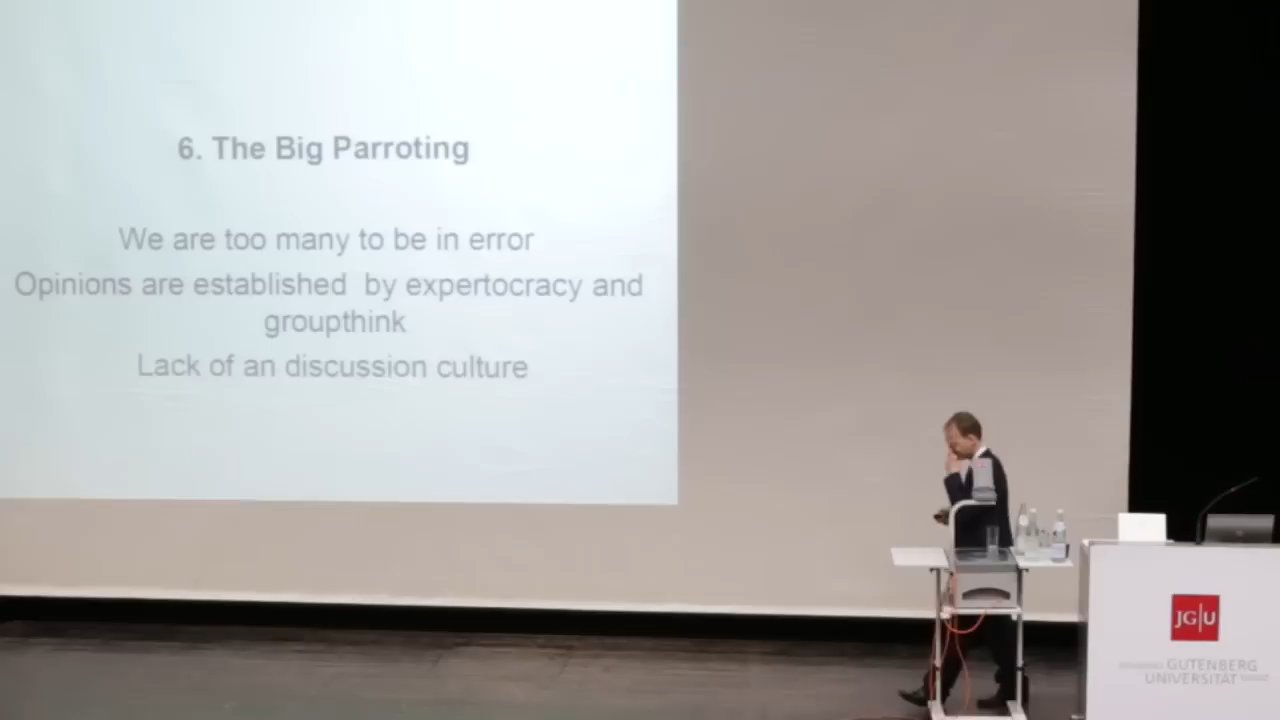 6. The Big Parroting
We are too many to be in error
Opinions are established by expertocracy and
groupthink
Lack of an discussion culture
JG|U
GUTENBERG
UNIVERSITÄT